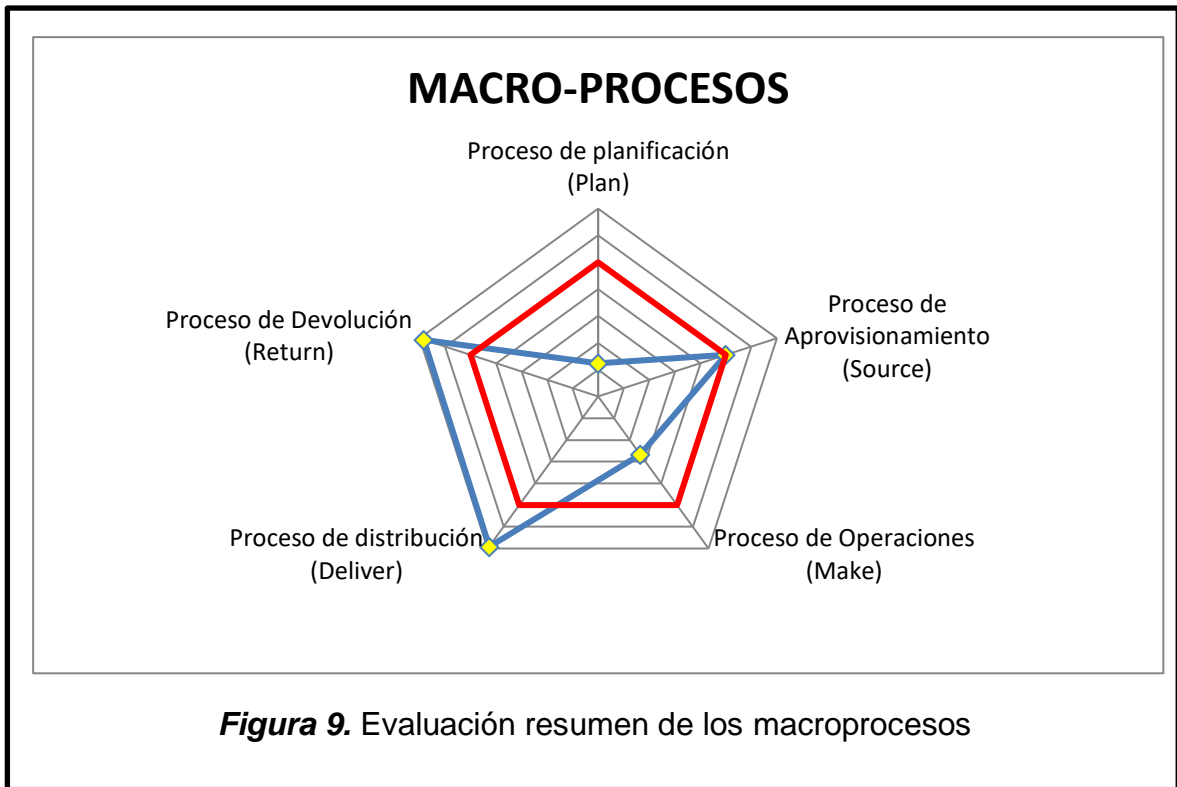 MACRO-PROCESOS
Proceso de planificación
(Plan)
Proceso de
Aprovisionamiento
(Source)
Proceso de Operaciones
(Make)
Proceso de distribución
(Deliver)
Proceso de Devolución
(Return)
Figura 9. Evaluación resumen de los macroprocesos